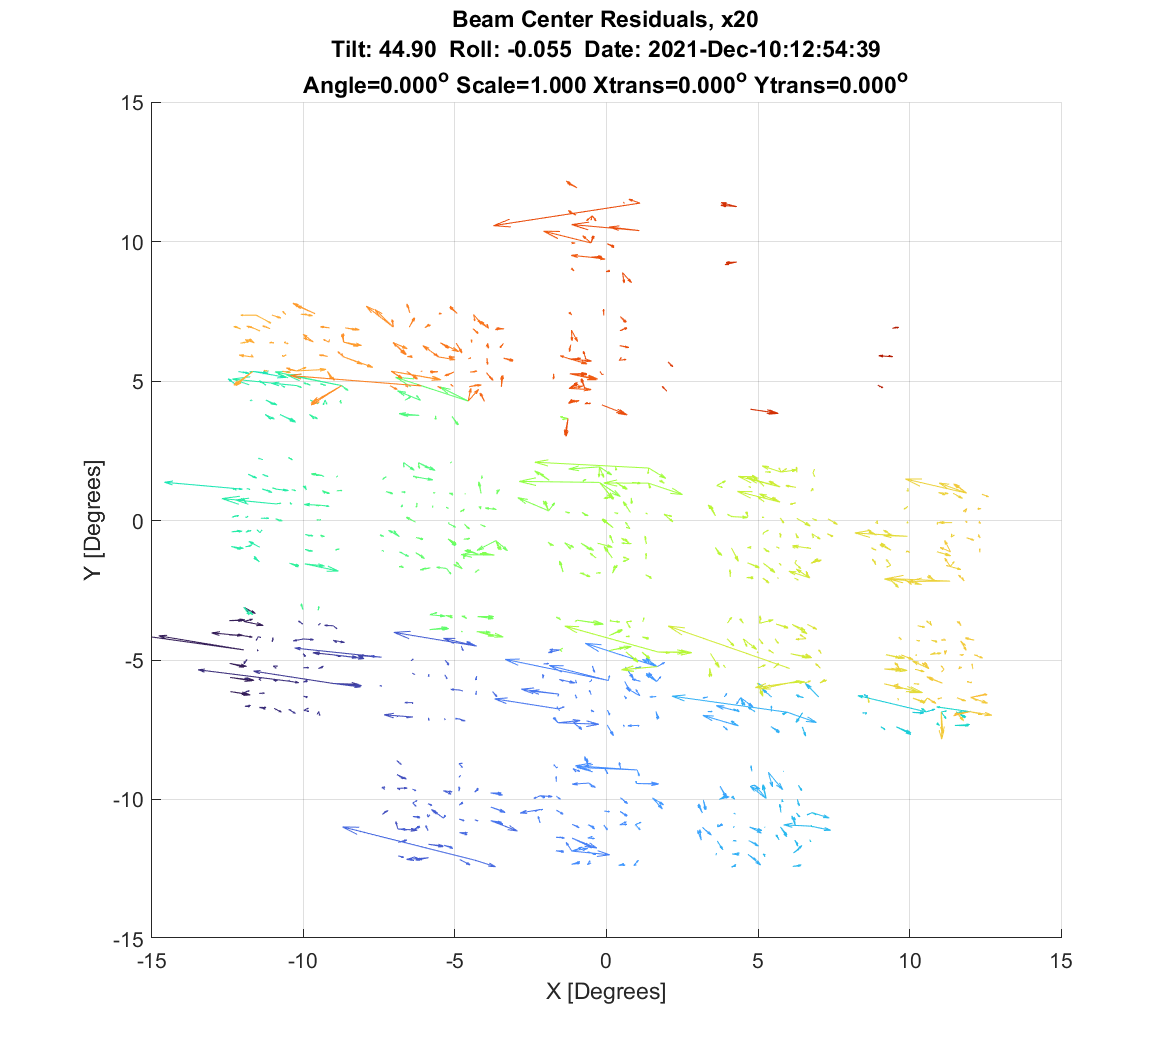 Beam Center Residuals, x20
Tilt: 44.90 Roll: -0.055 Date: 2021-Dec-10:12:54:39
Angle=0.000° Scale=1.000 Xtrans=0.000° Ytrans=0.000°
15
10
5
0
-5
-10
-15
Y [Degrees]
-15 -10 -5 0 5 10 15
X [Degrees]